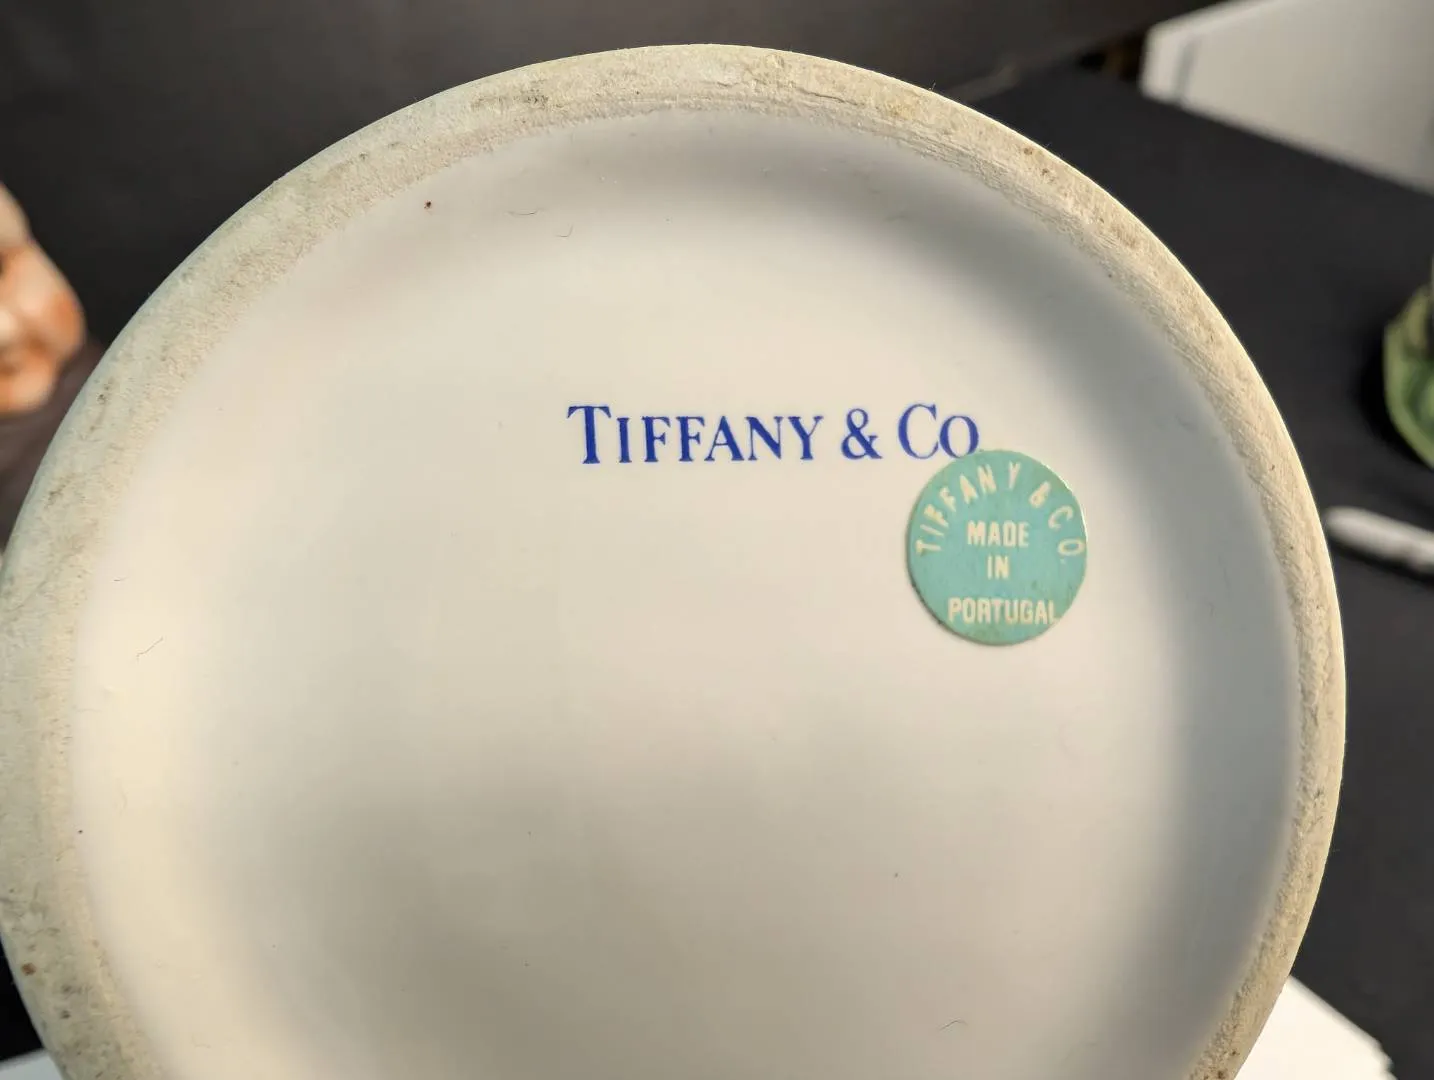 TIFFANY & CO
TIFFANY & CO.
MADE
IN
PORTUGAL